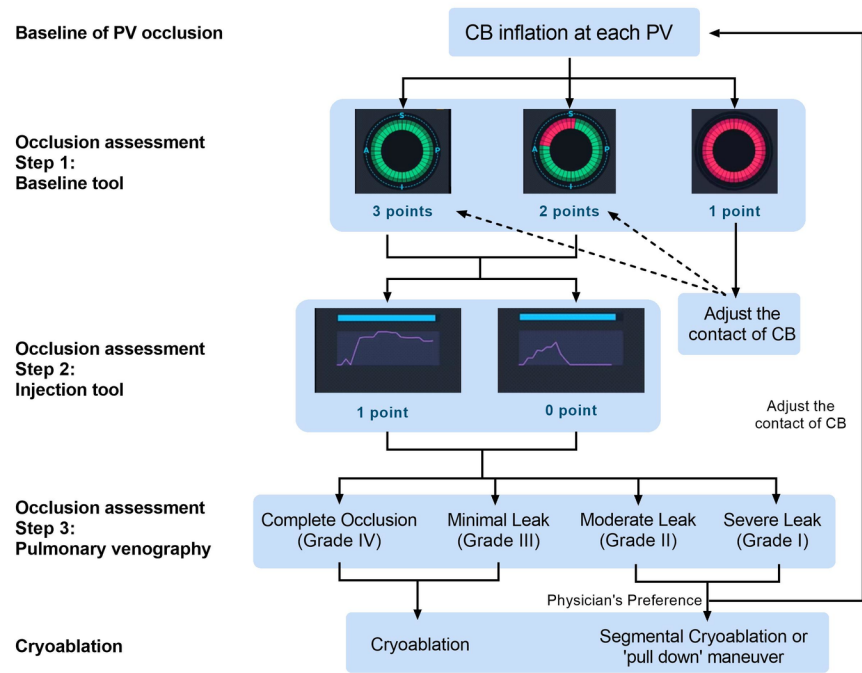 Baseline of PV occlusion
CB inflation at each PV
Occlusion assessment
Step 1:
Baseline tool
S
A
P
I
S
A
P
I
3 points
2 points
1 point
Adjust the
contact of CB
Occlusion assessment
Step 2:
Injection tool
1 point
0 point
Adjust the
contact of CB
Occlusion assessment
Step 3:
Pulmonary venography
Complete Occlusion
(Grade IV)
Minimal Leak
(Grade III)
Moderate Leak
(Grade II)
Severe Leak
(Grade I)
Physician's Preference
Cryoablation
Cryoablation
Segmental Cryoablation or
'pull down' maneuver